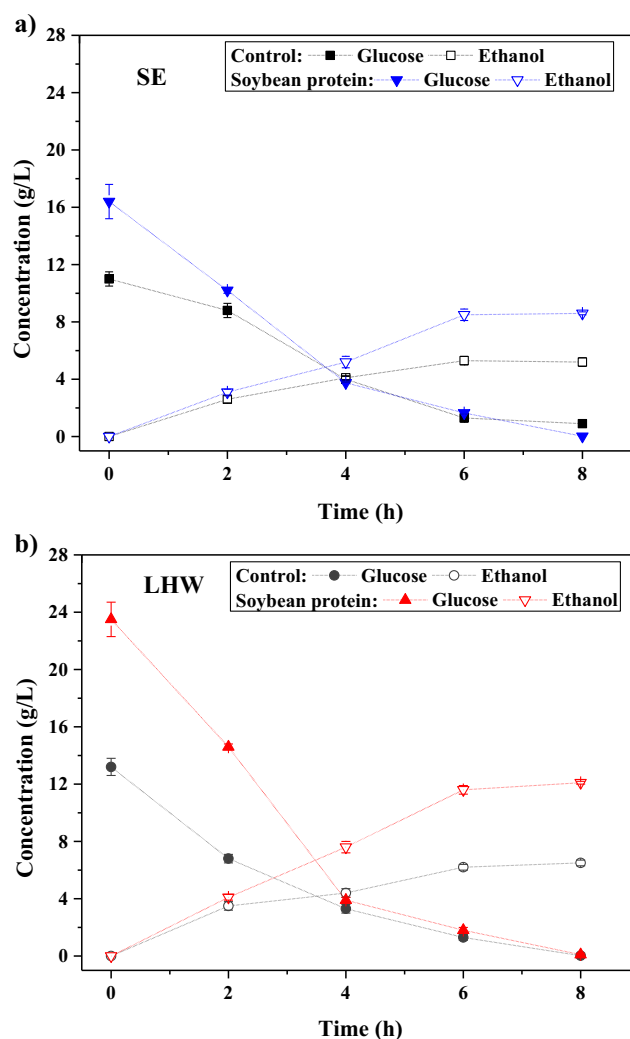 a)
28
24
20
16
12
8
4
0
Concentration (g/L)
SE
Control: Glucose Ethanol
Soybean protein: Glucose Ethanol
0 2 4 6 8
Time (h)
b)
28
24
20
16
12
8
4
0
Concentration (g/L)
LHW
Control: Glucose Ethanol
Soybean protein: Glucose Ethanol
0 2 4 6 8
Time (h)